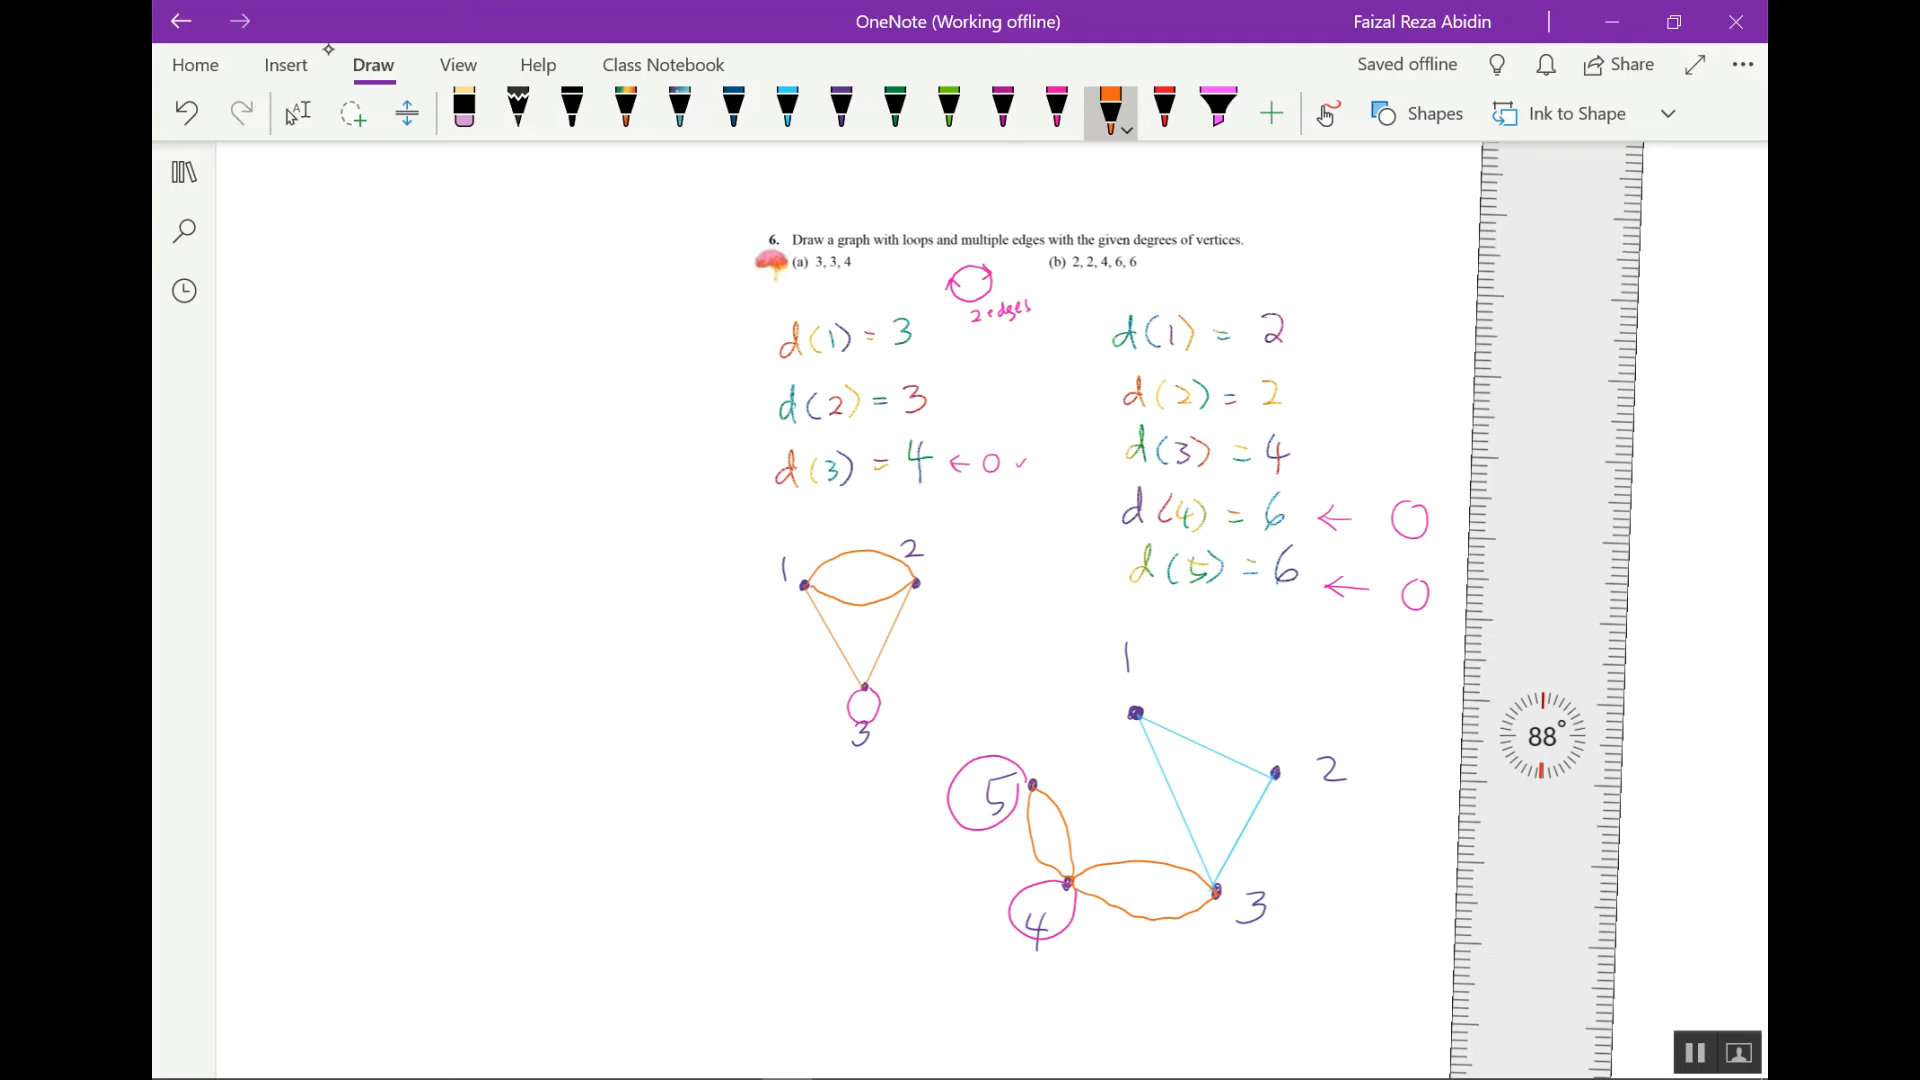 OneNote (Working offline)
Faizal Reza Abidin
Home
Insert
Draw
View
Help
Class Notebook
Saved offline
Share
Shapes
Ink to Shape
6. Draw a graph with loops and multiple edges with the given degrees of vertices.
(a) 3, 3, 4
(b) 2, 2, 4, 6, 6
2 edges
d(1) = 3
d(2) = 3
d(3) = 4 ← 0 ✓
d(1) = 2
d(2) = 2
d(3) = 4
d(4) = 6 ← 0
d(5) = 6 ← 0
1
2
3
1
2
3
4
5
88°